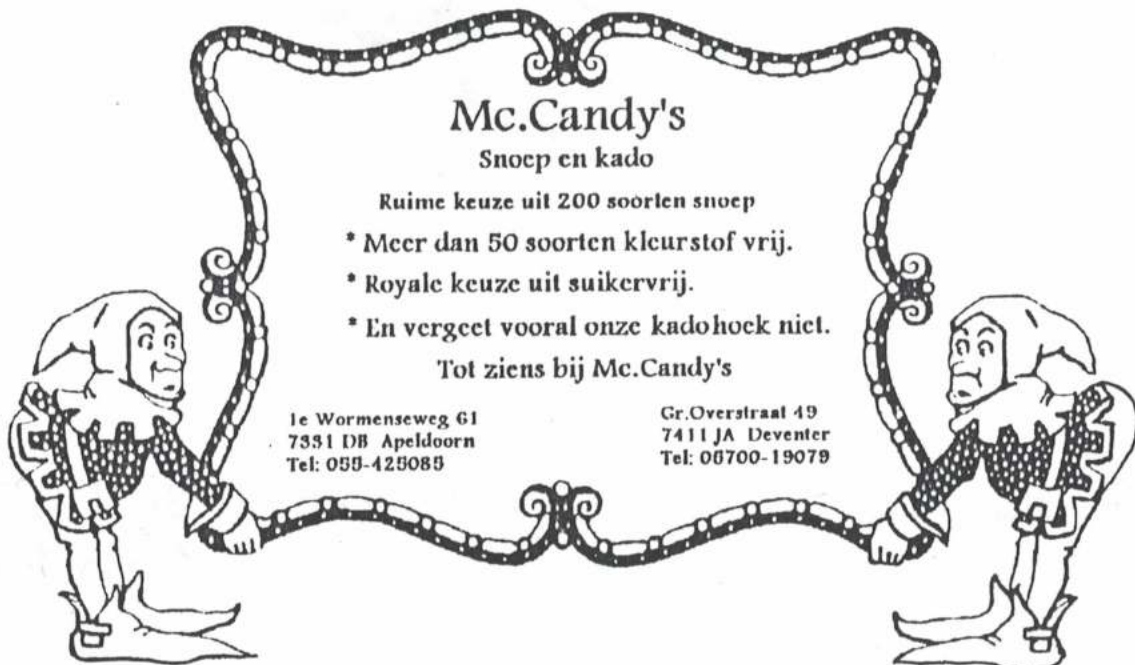 Mc.Candy's
Snoep en kado
Ruime keuze uit 200 soorten snoep
* Meer dan 50 soorten kleurstof vrij.
* Royale keuze uit suikervrij.
* En vergeet vooral onze kadohoek niet.
Tot ziens bij Mc.Candy's
1e Wormenseweg 61
7331 DB Apeldoorn
Tel: 055-425085
Gr.Overstraat 49
7411 JA Deventer
Tel: 05700-19079